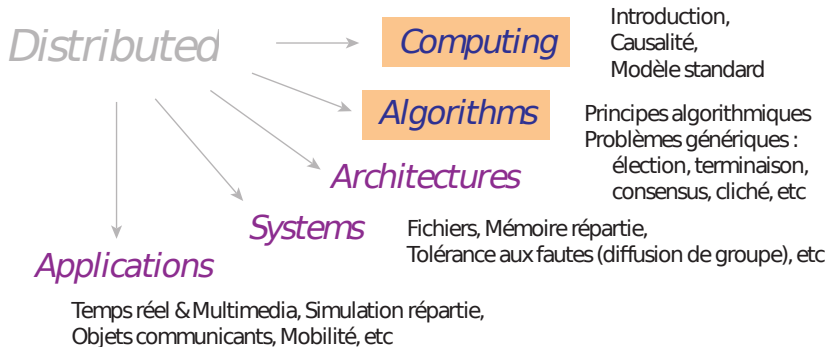 Distributed
Computing
Introduction,
Causalité,
Modèle standard
Algorithms
Principes algorithmiques
Problèmes génériques :
élection, terminaison,
consensus, cliché, etc
Architectures
Systems
Fichiers, Mémoire répartie,
Tolérance aux fautes (diffusion de groupe), etc
Applications
Temps réel & Multimedia, Simulation répartie,
Objets communicants, Mobilité, etc